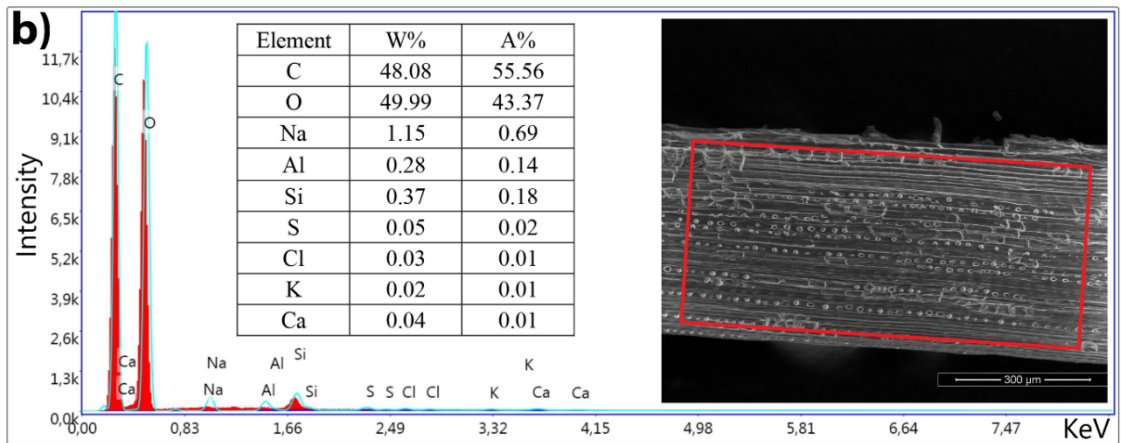 b)
Intensity
11,7k
10,4k
9,1k
7,8k
6,5k
5,2k
3,9k
2,6k
1,3k
0,0k
C
O
Ca
Ca
Na
Na
Al
Al
Si
Si
S
S
Cl
Cl
K
K
Ca
Ca
0,00 0,83 1,66 2,49 3,32 4,15 4,98 5,81 6,64 7,47 KeV
Element W% A%
C 48.08 55.56
O 49.99 43.37
Na 1.15 0.69
Al 0.28 0.14
Si 0.37 0.18
S 0.05 0.02
Cl 0.03 0.01
K 0.02 0.01
Ca 0.04 0.01
300 µm